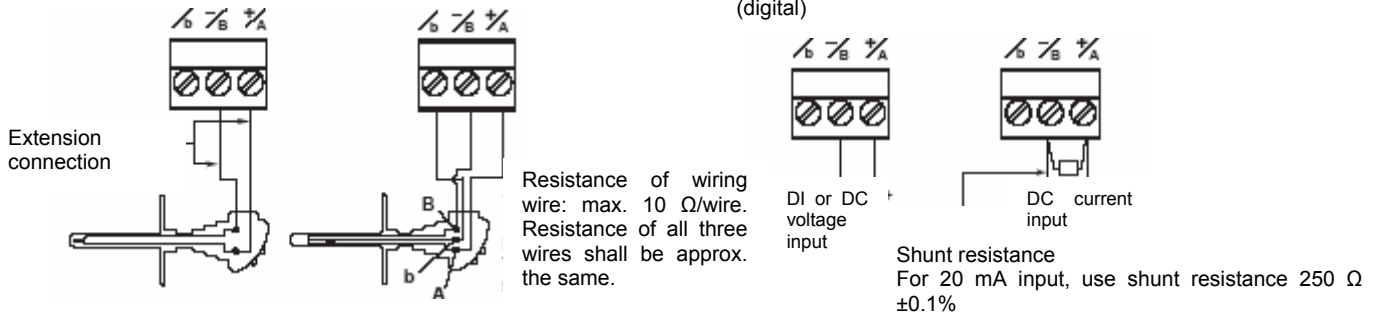 (digital)
/b −/B +/A
/b −/B +/A
/b −/B +/A
/b −/B +/A
Extension
connection
B
b
A
Resistance of wiring
wire: max. 10 Ω/wire.
Resistance of all three
wires shall be approx.
the same.
DI or DC
voltage
input
+
DC current
input
Shunt resistance
For 20 mA input, use shunt resistance 250 Ω
±0.1%